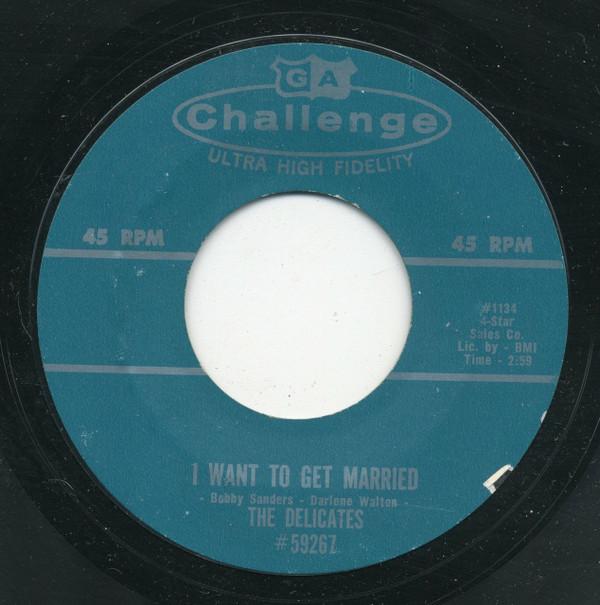 GA
Challenge
ULTRA HIGH FIDELITY
45 RPM
45 RPM
#1134
4-Star
Sales Co.
Lic. by - BMI
Time - 2:59
I WANT TO GET MARRIED
- Bobby Sanders - Darlene Walton -
THE DELICATES
#59267